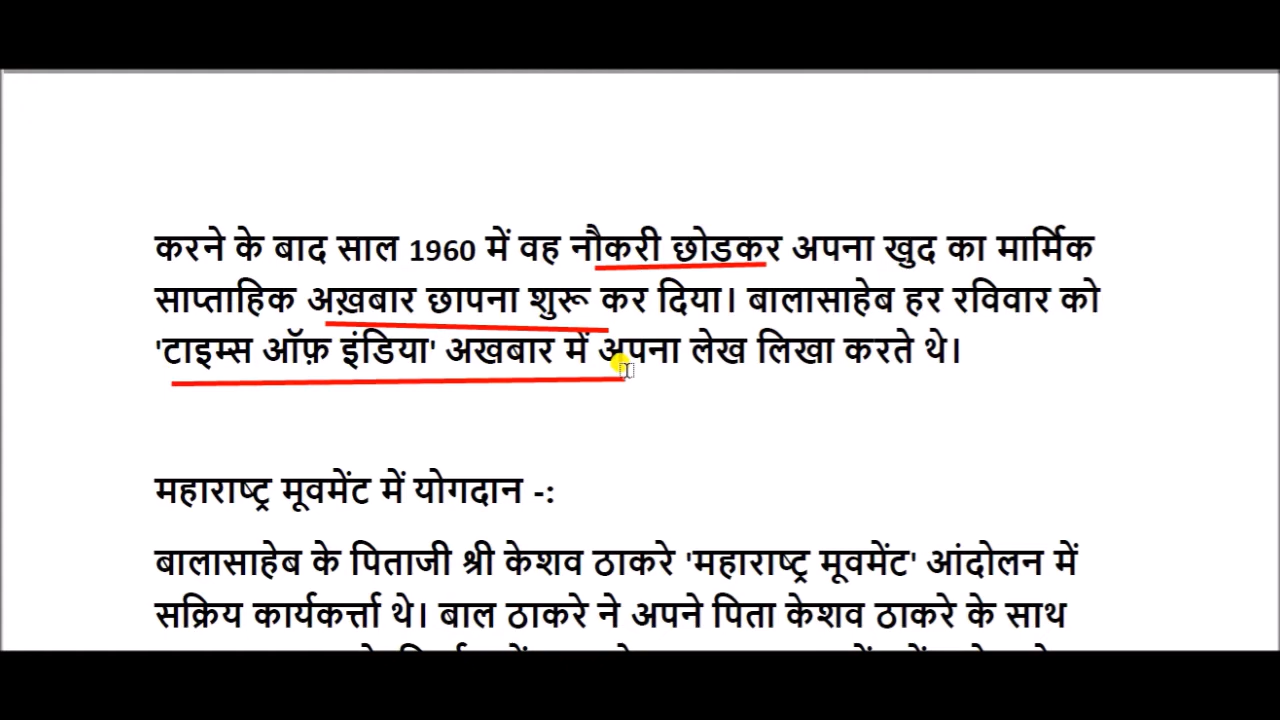 करने के बाद साल 1960 में वह नौकरी छोडकर अपना खुद का मार्मिक
साप्ताहिक अख़बार छापना शुरू कर दिया। बालासाहेब हर रविवार को
'टाइम्स ऑफ़ इंडिया' अखबार में अपना लेख लिखा करते थे।
महाराष्ट्र मूवमेंट में योगदान -:
बालासाहेब के पिताजी श्री केशव ठाकरे 'महाराष्ट्र मूवमेंट' आंदोलन में
सक्रिय कार्यकर्त्ता थे। बाल ठाकरे ने अपने पिता केशव ठाकरे के साथ